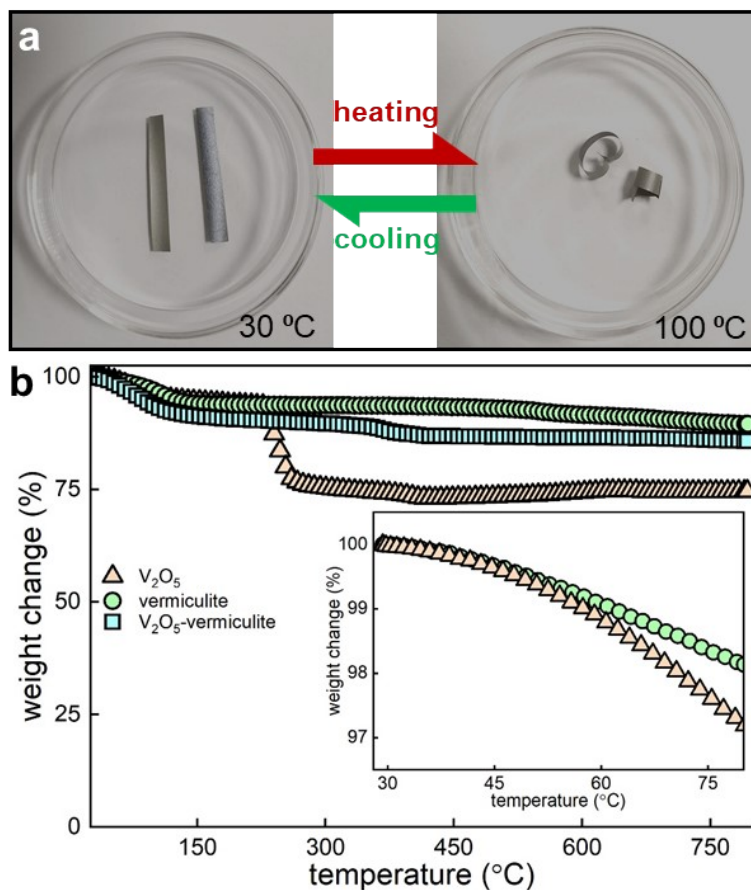 a
heating
cooling
30 ºC
100 ºC
b
100
75
50
25
0
weight change (%)
V₂O₅
vermiculite
V₂O₅-vermiculite
150
300
450
600
750
temperature (°C)
100
99
98
97
weight change (%)
30
45
60
75
temperature (°C)